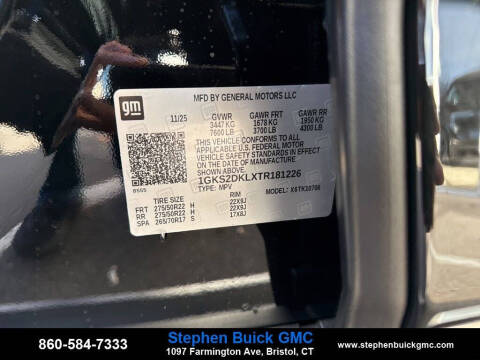 gm
MFD BY GENERAL MOTORS LLC
11/25 GVWR GAWR FRT GAWR RR
3447 KG 1678 KG 1950 KG
7600 LB 3700 LB 4300 LB
THIS VEHICLE CONFORMS TO ALL
APPLICABLE U.S. FEDERAL MOTOR
VEHICLE SAFETY STANDARDS IN EFFECT
ON THE DATE OF MANUFACTURE
SHOWN ABOVE.
1GKS2DKLXTR181226
TYPE: MPV MODEL:
TIRE SIZE RIM
FRT 275/50R22 H 22X9J
RR 275/50R22 H 22X9J
SPA 265/70R17 S 17X8J
Stephen Buick GMC
860-584-7333 1097 Farmington Ave, Bristol, CT www.stephenbuickgmc.com